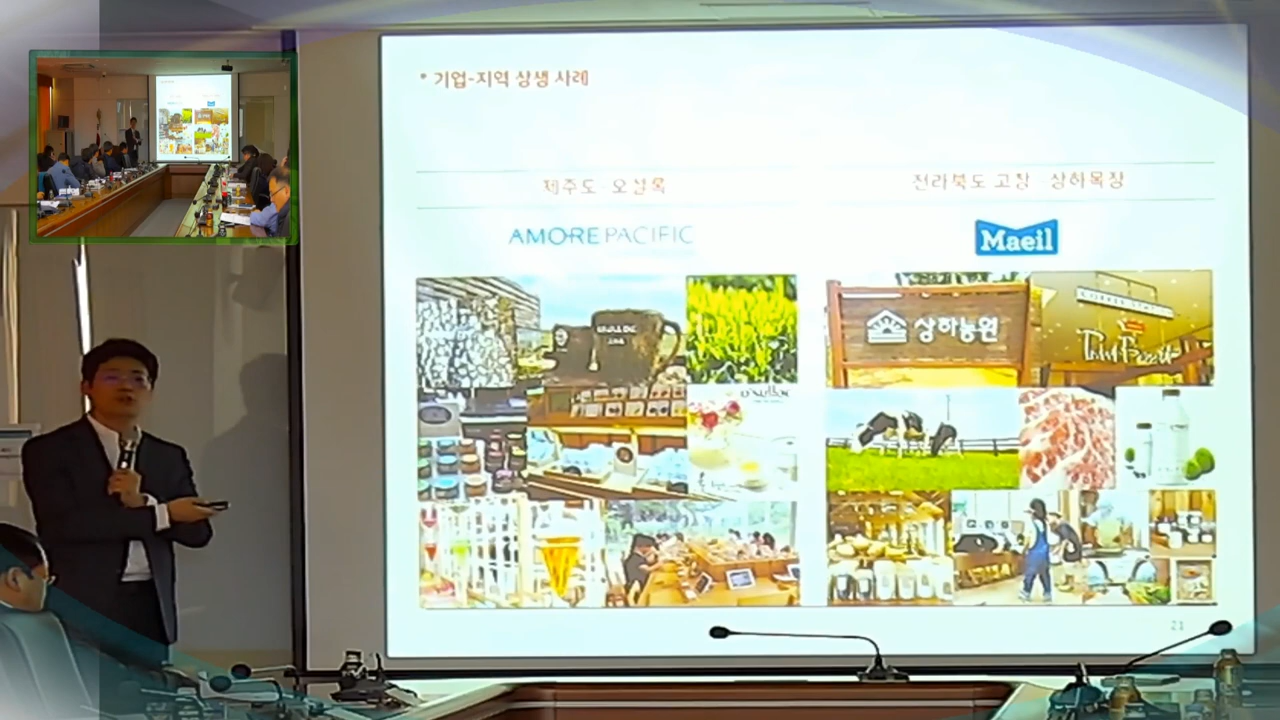 * 기업-지역 상생 사례
제주도 오설록
전라북도 고창 상하목장
AMOREPACIFIC
Maeil
상하농원
21